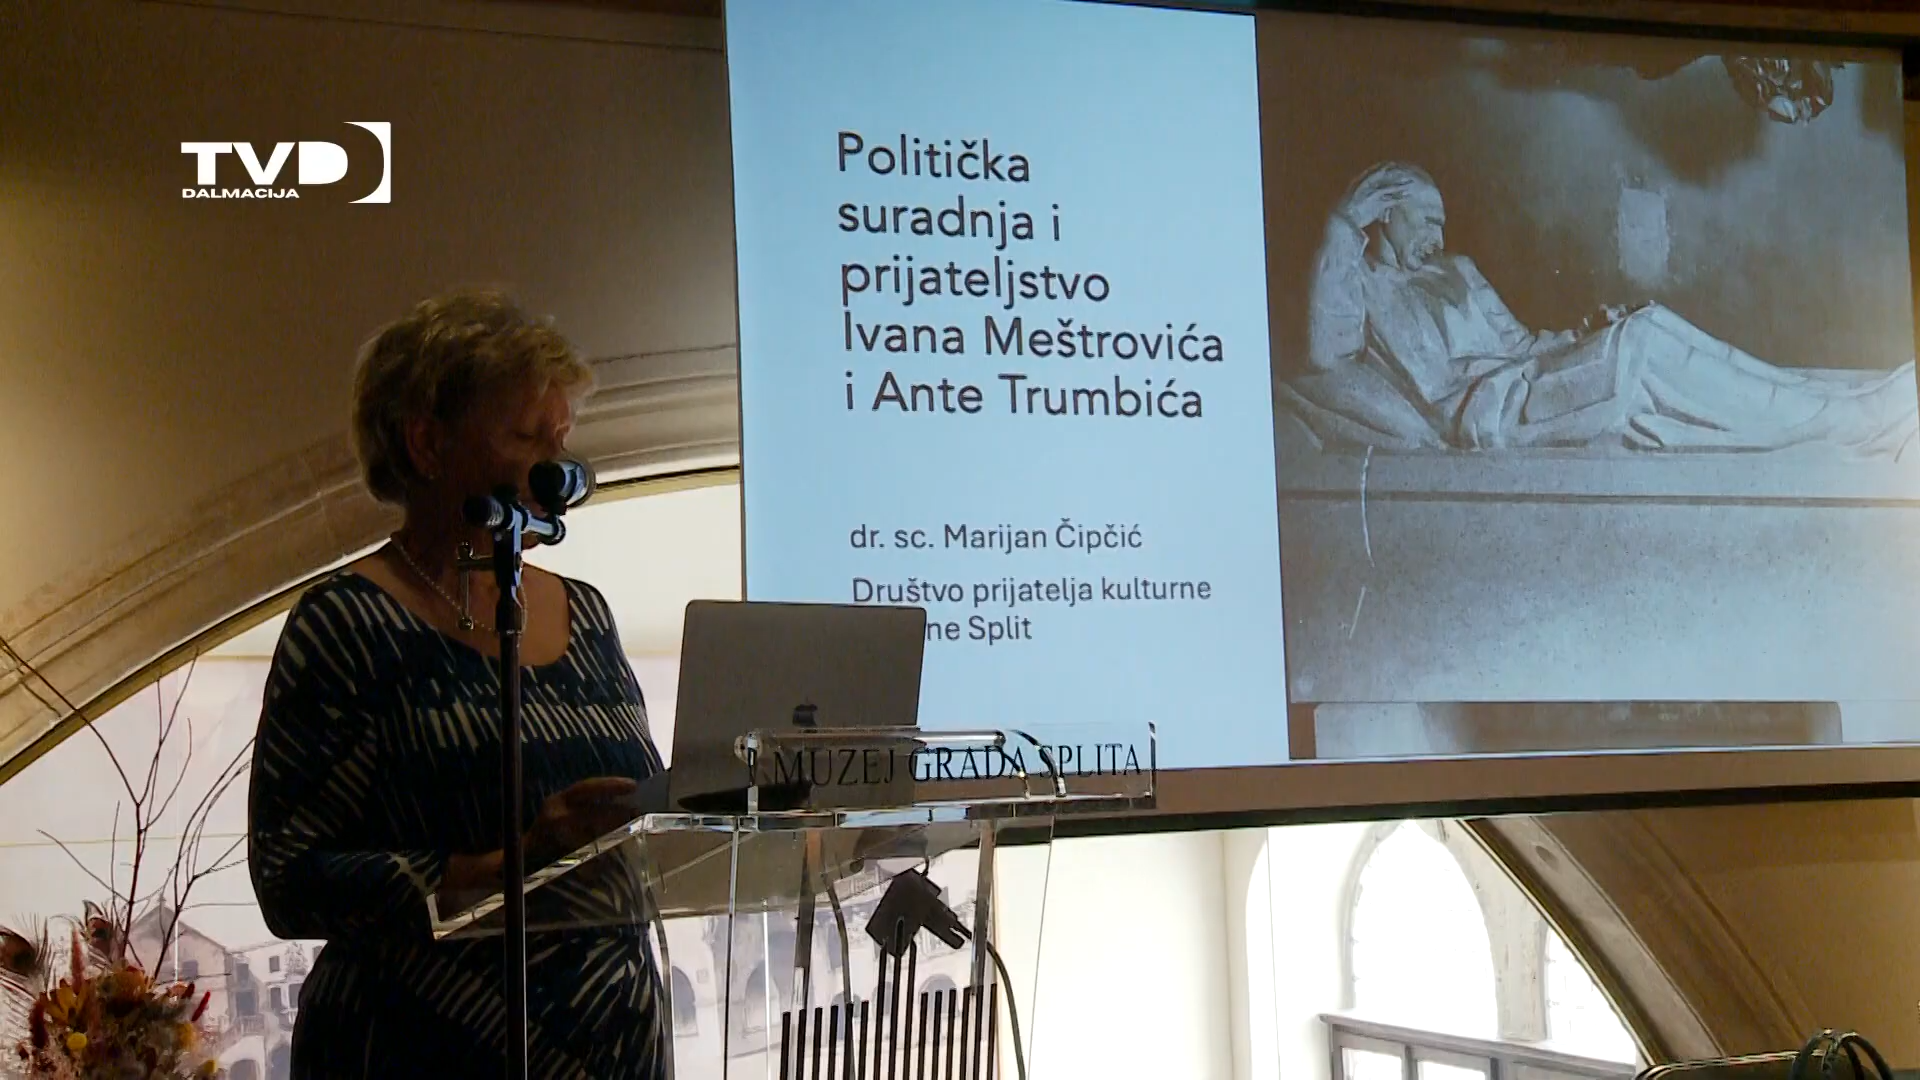 TVD
DALMACIJA
Politička
suradnja i
prijateljstvo
Ivana Meštrovića
i Ante Trumbića
dr. sc. Marijan Čipčić
Društvo prijatelja kulturne
ne Split
MUZEJ GRADA SPLITA